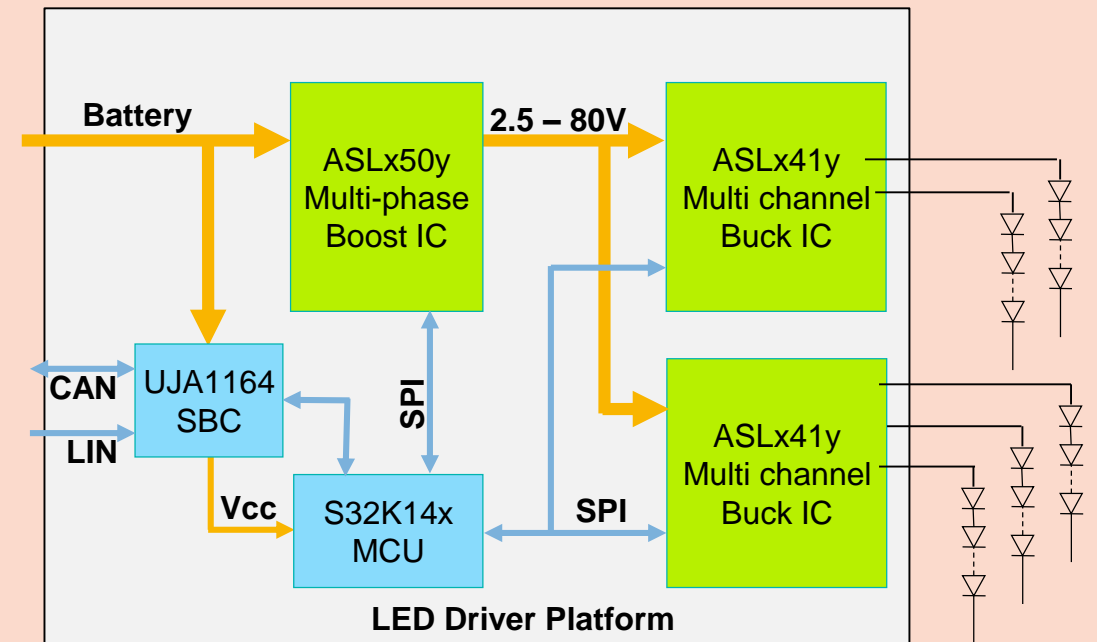 Battery
2.5 – 80V
ASLx50y
Multi-phase
Boost IC
ASLx41y
Multi channel
Buck IC
CAN
LIN
UJA1164
SBC
SPI
Vcc
S32K14x
MCU
SPI
ASLx41y
Multi channel
Buck IC
LED Driver Platform